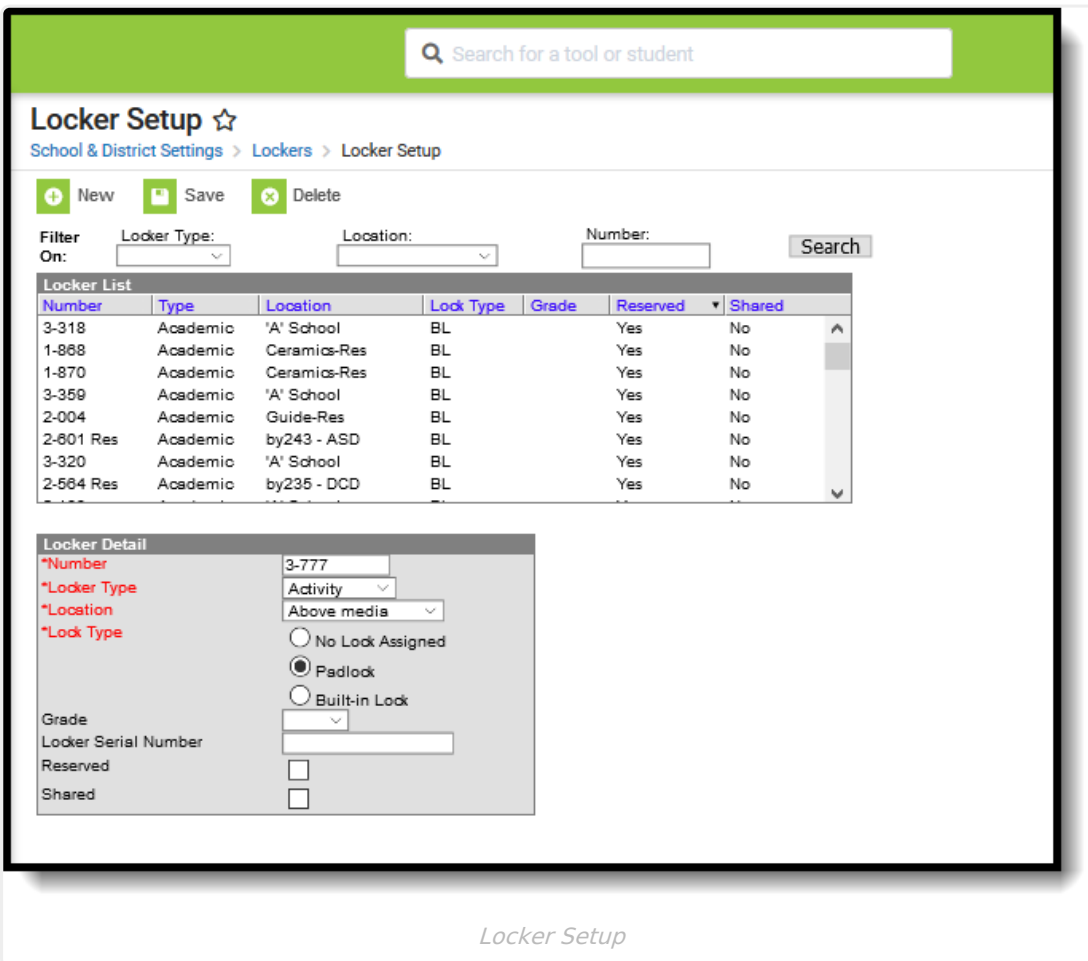 Search for a tool or student
Locker Setup
School & District Settings > Lockers > Locker Setup
New Save Delete
Filter On: Locker Type: Location: Number: Search
Locker List
Number Type Location Lock Type Grade Reserved Shared
3-318 Academic 'A' School BL Yes No
1-868 Academic Ceramics-Res BL Yes No
1-870 Academic Ceramics-Res BL Yes No
3-359 Academic 'A' School BL Yes No
2-004 Academic Guide-Res BL Yes No
2-601 Res Academic by243 - ASD BL Yes No
3-320 Academic 'A' School BL Yes No
2-564 Res Academic by235 - DCD BL Yes No
Locker Detail
*Number 3-777
*Locker Type Activity
*Location Above media
*Lock Type
No Lock Assigned
Padlock
Built-in Lock
Grade
Locker Serial Number
Reserved
Shared
Locker Setup